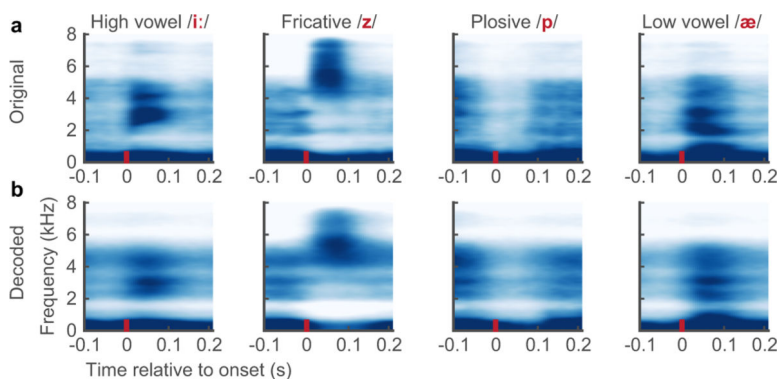 a
High vowel /iː/ Fricative /z/ Plosive /p/ Low vowel /æ/
Original
8
6
4
2
0
-0.1 0 0.1 0.2 -0.1 0 0.1 0.2 -0.1 0 0.1 0.2 -0.1 0 0.1 0.2
b
Decoded
Frequency (kHz)
8
6
4
2
0
-0.1 0 0.1 0.2 -0.1 0 0.1 0.2 -0.1 0 0.1 0.2 -0.1 0 0.1 0.2
Time relative to onset (s)